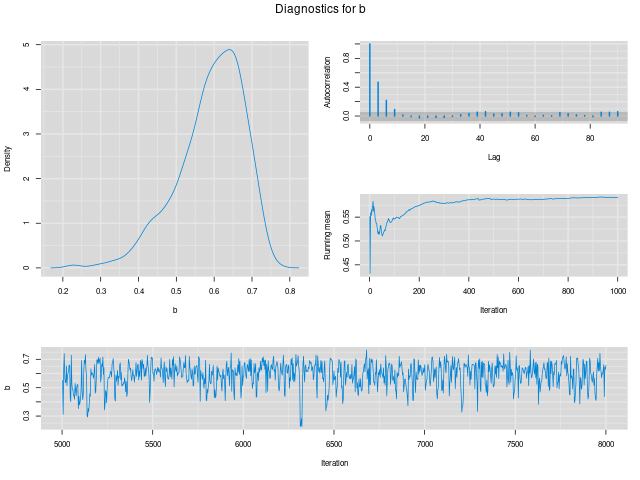 Diagnostics for b
Density
0
1
2
3
4
5
0.2 0.3 0.4 0.5 0.6 0.7 0.8
b
Autocorrelation
0.0 0.4 0.8
0 20 40 60 80
Lag
Running mean
0.45 0.50 0.55
0 200 400 600 800 1000
Iteration
b
0.3 0.5 0.7
5000 5500 6000 6500 7000 7500 8000
Iteration